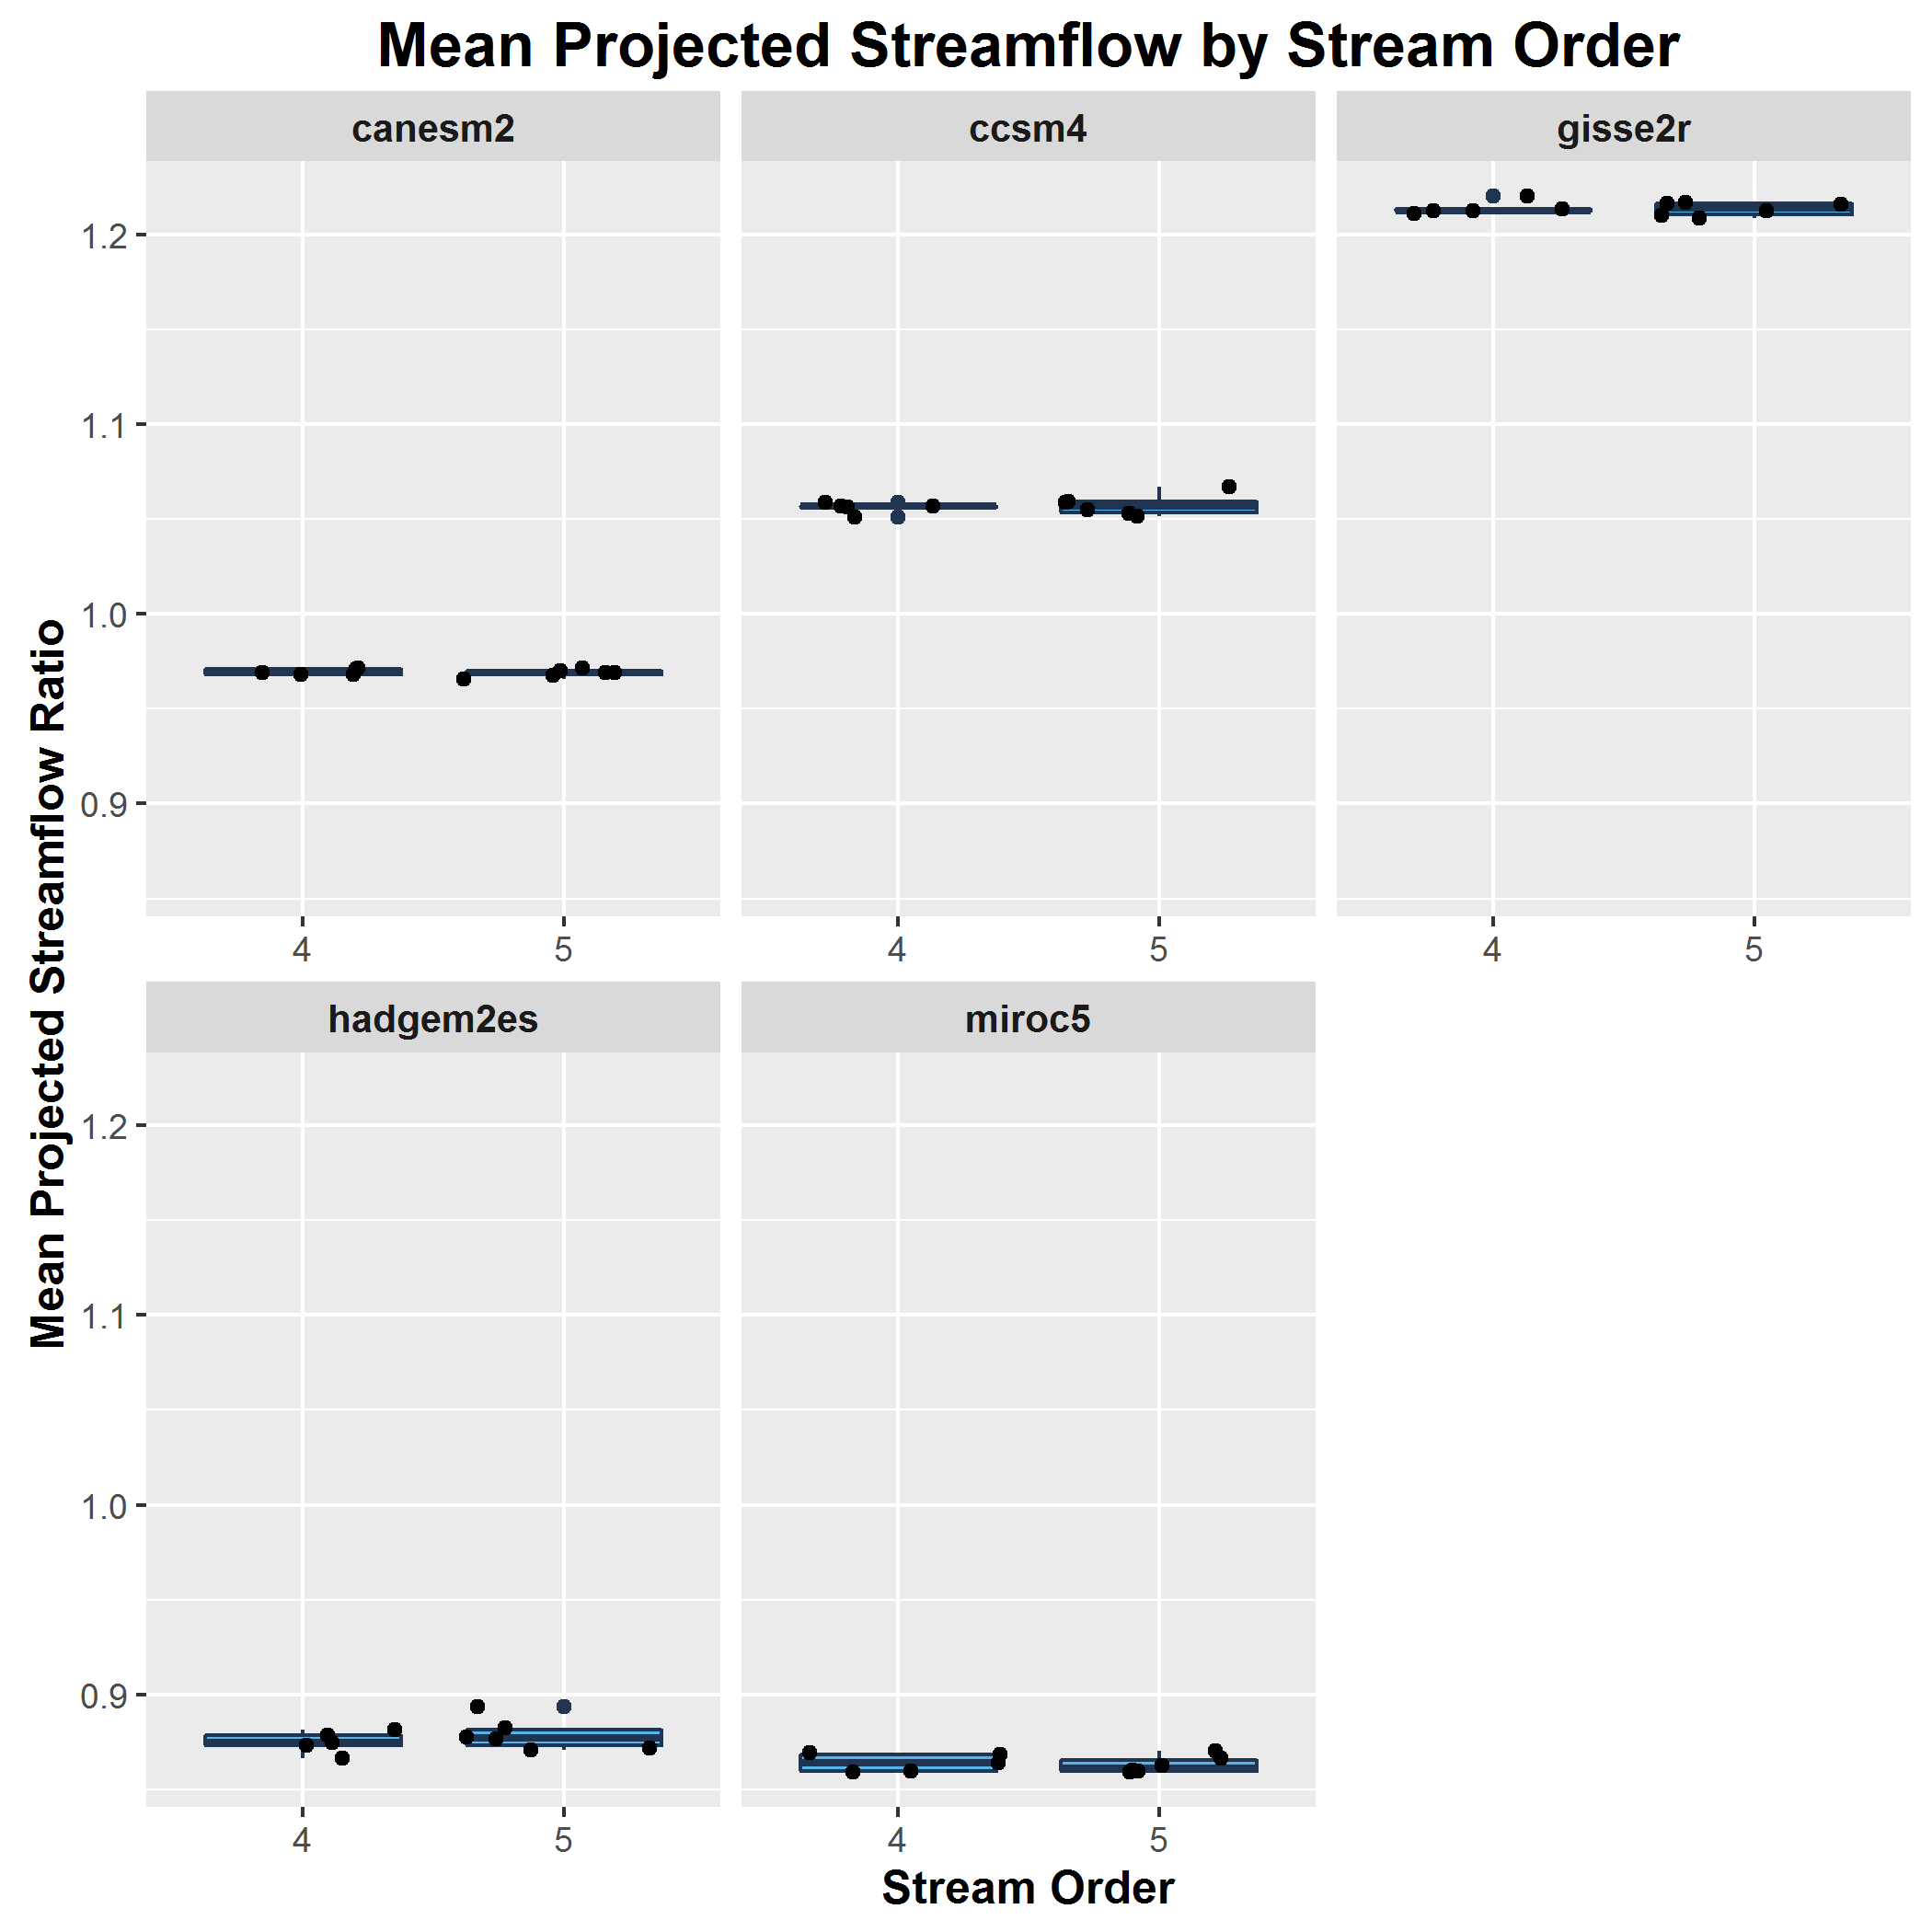 Mean Projected Streamflow by Stream Order
canesm2
ccsm4
gisse2r
1.2
1.1
1.0
0.9
4
5
4
5
4
5
Mean Projected Streamflow Ratio
hadgem2es
miroc5
1.2
1.1
1.0
0.9
4
5
4
5
Stream Order